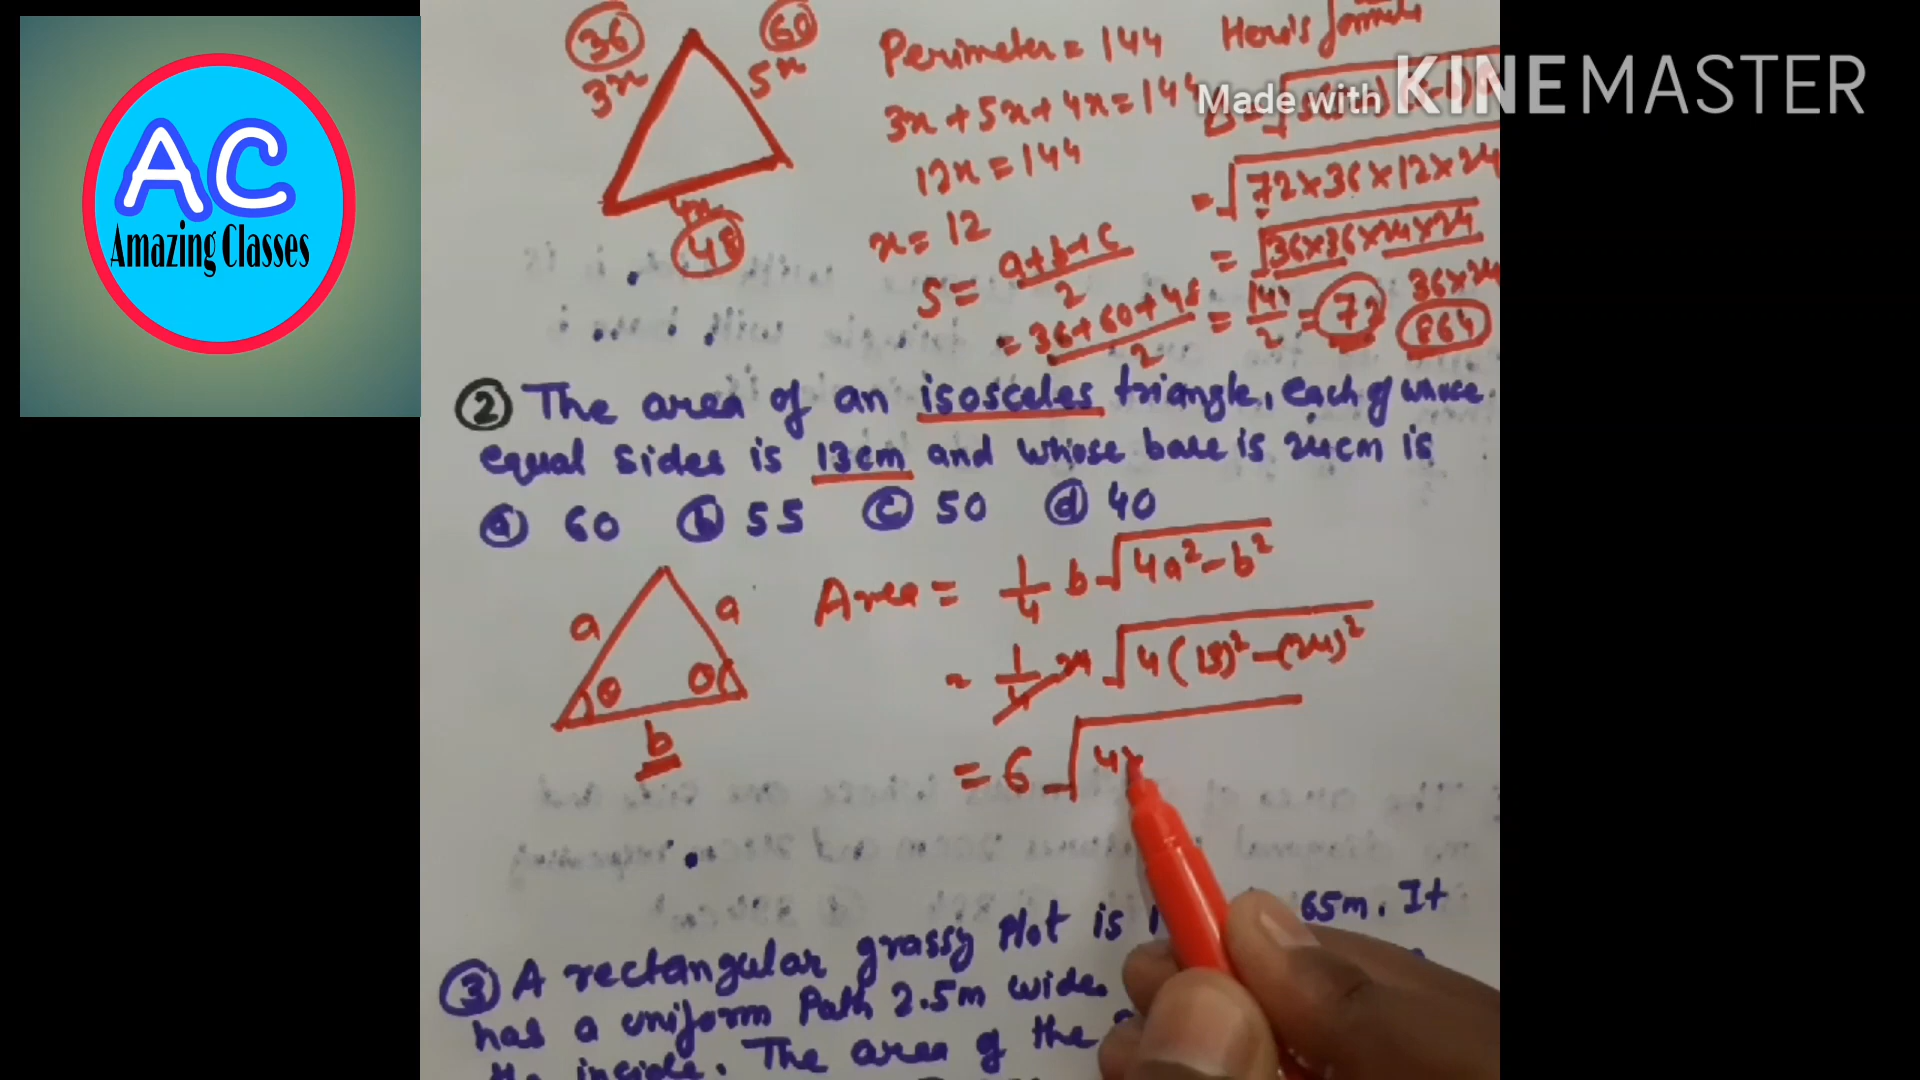 AC
Amazing Classes
Made with KINEMASTER
36
60
3x
5x
4x
48
Perimeter = 144
3x + 5x + 4x = 144
12x = 144
x = 12
S = a+b+c / 2
= 36+60+48 / 2 = 144 / 2 = 72
Hero's formula
= √72×36×12×24
= √36×36×24×24
36×24
864
② The area of an isosceles triangle, each of whose
equal sides is 13cm and whose base is 24cm is
ⓐ 60 ⓑ 55 ⓒ 50 ⓓ 40
a
a
θ
θ
b
Area = 1/4 b √4a²-b²
= 1/4 24 √4(13)²-(24)²
= 6 √4×
③ A rectangular grassy Plot is 65m. It
has a uniform Path 2.5m wide
the inside. The area of the